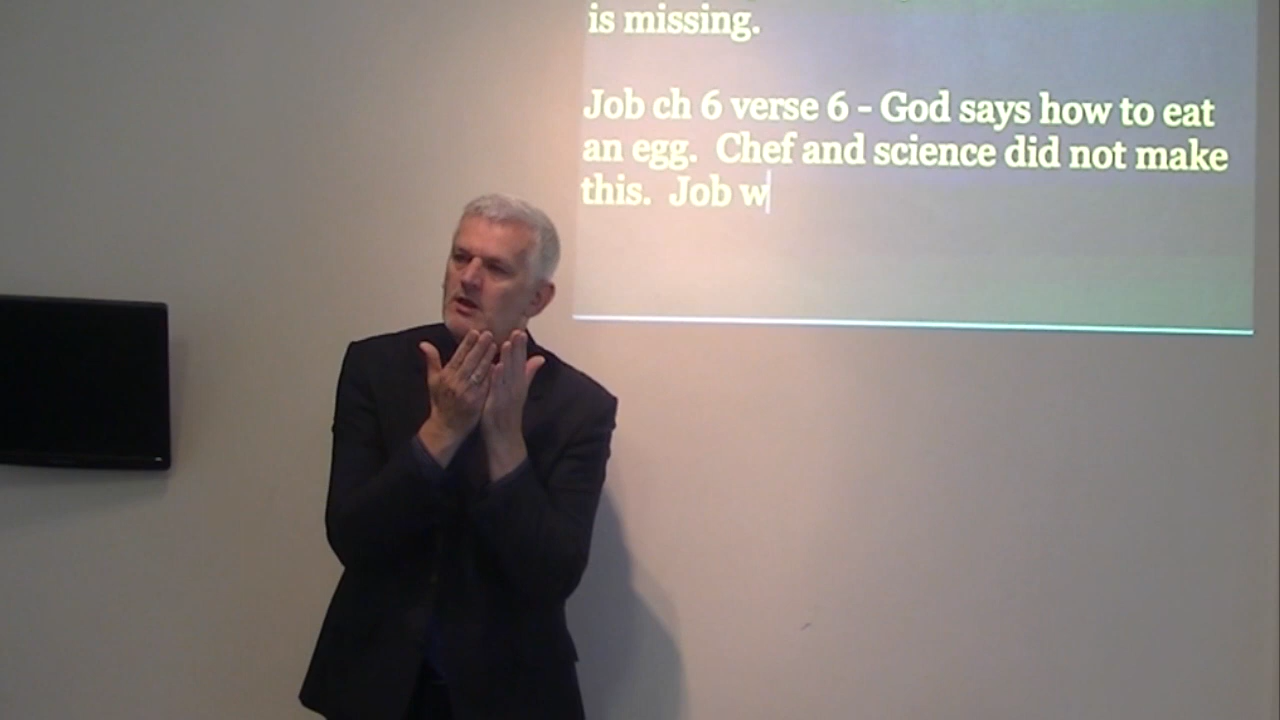 is missing.
Job ch 6 verse 6 - God says how to eat
an egg. Chef and science did not make
this. Job w